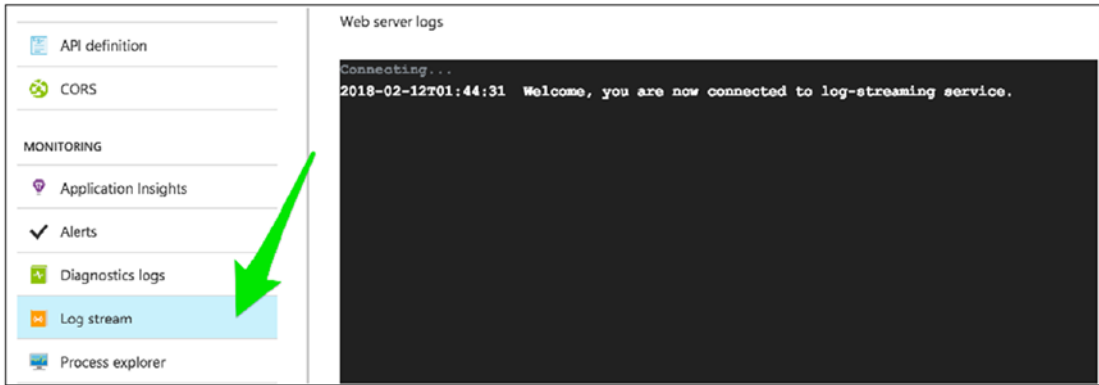 API definition
CORS
MONITORING
Application Insights
Alerts
Diagnostics logs
Log stream
Process explorer
Web server logs
Connecting...
2018-02-12T01:44:31 Welcome, you are now connected to log-streaming service.